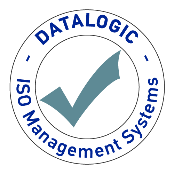 - DATALOGIC -
ISO Management Systems